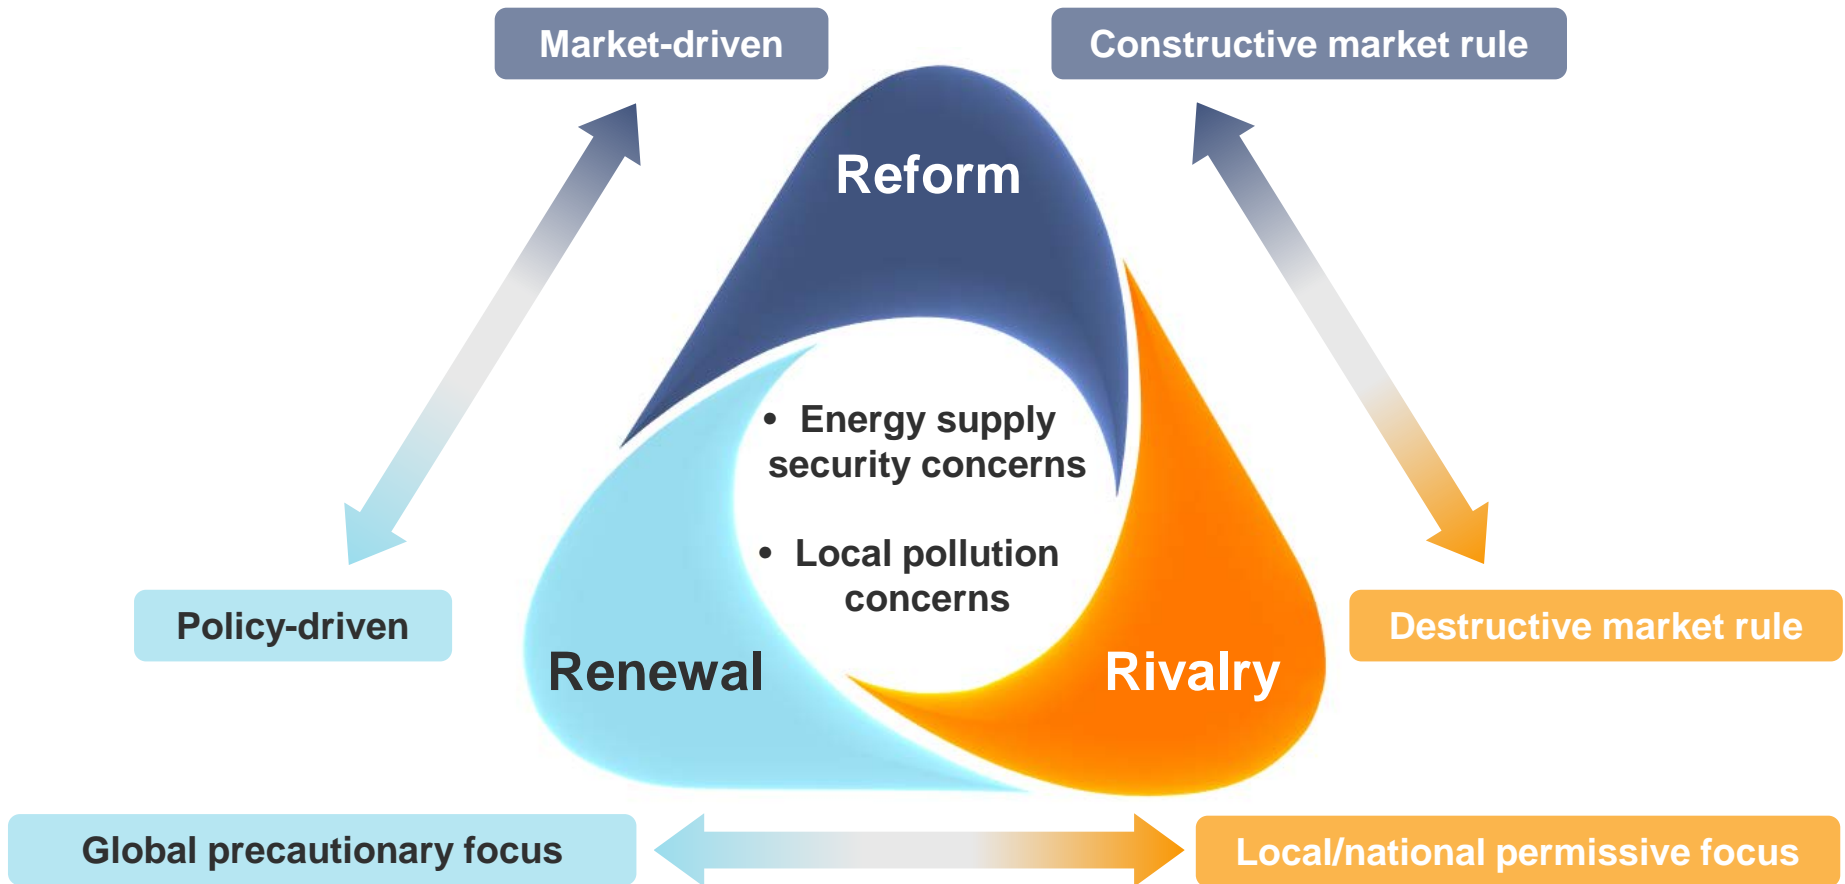 Market-driven
Constructive market rule
Reform
• Energy supply
security concerns
• Local pollution
concerns
Policy-driven
Destructive market rule
Renewal
Rivalry
Global precautionary focus
Local/national permissive focus